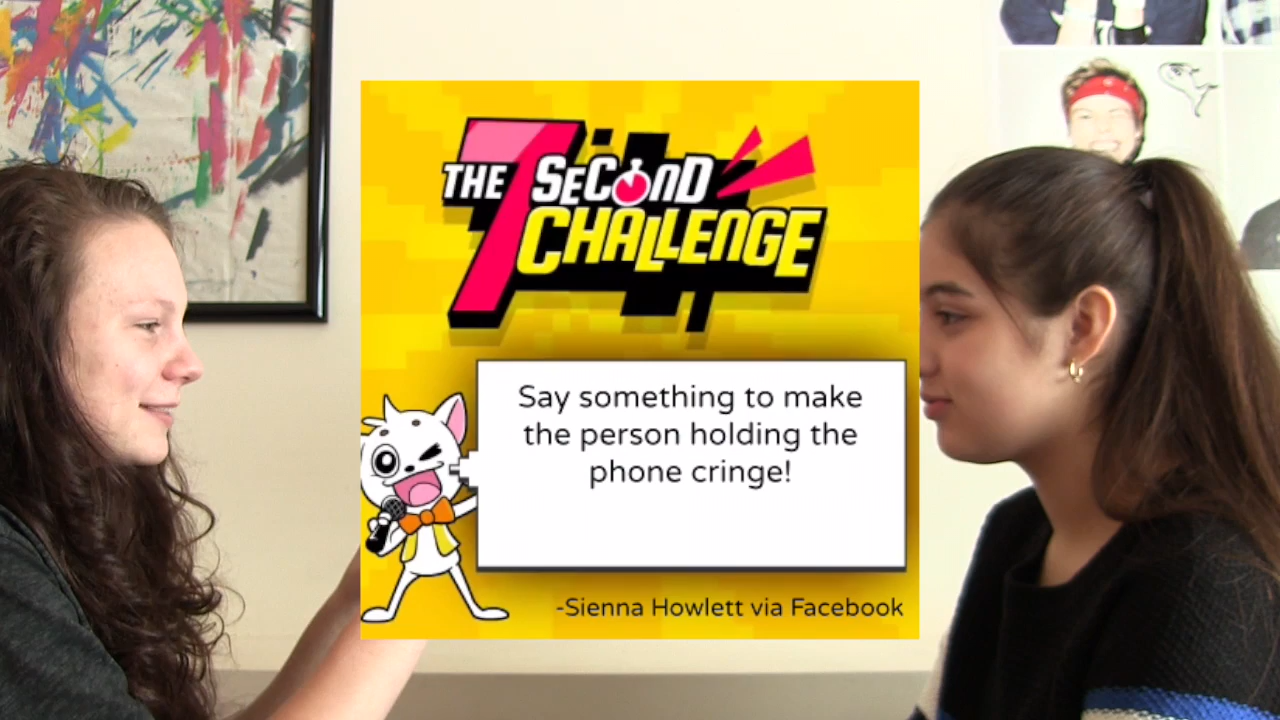 THE 7 SECOND
CHALLENGE
Say something to make
the person holding the
phone cringe!
-Sienna Howlett via Facebook